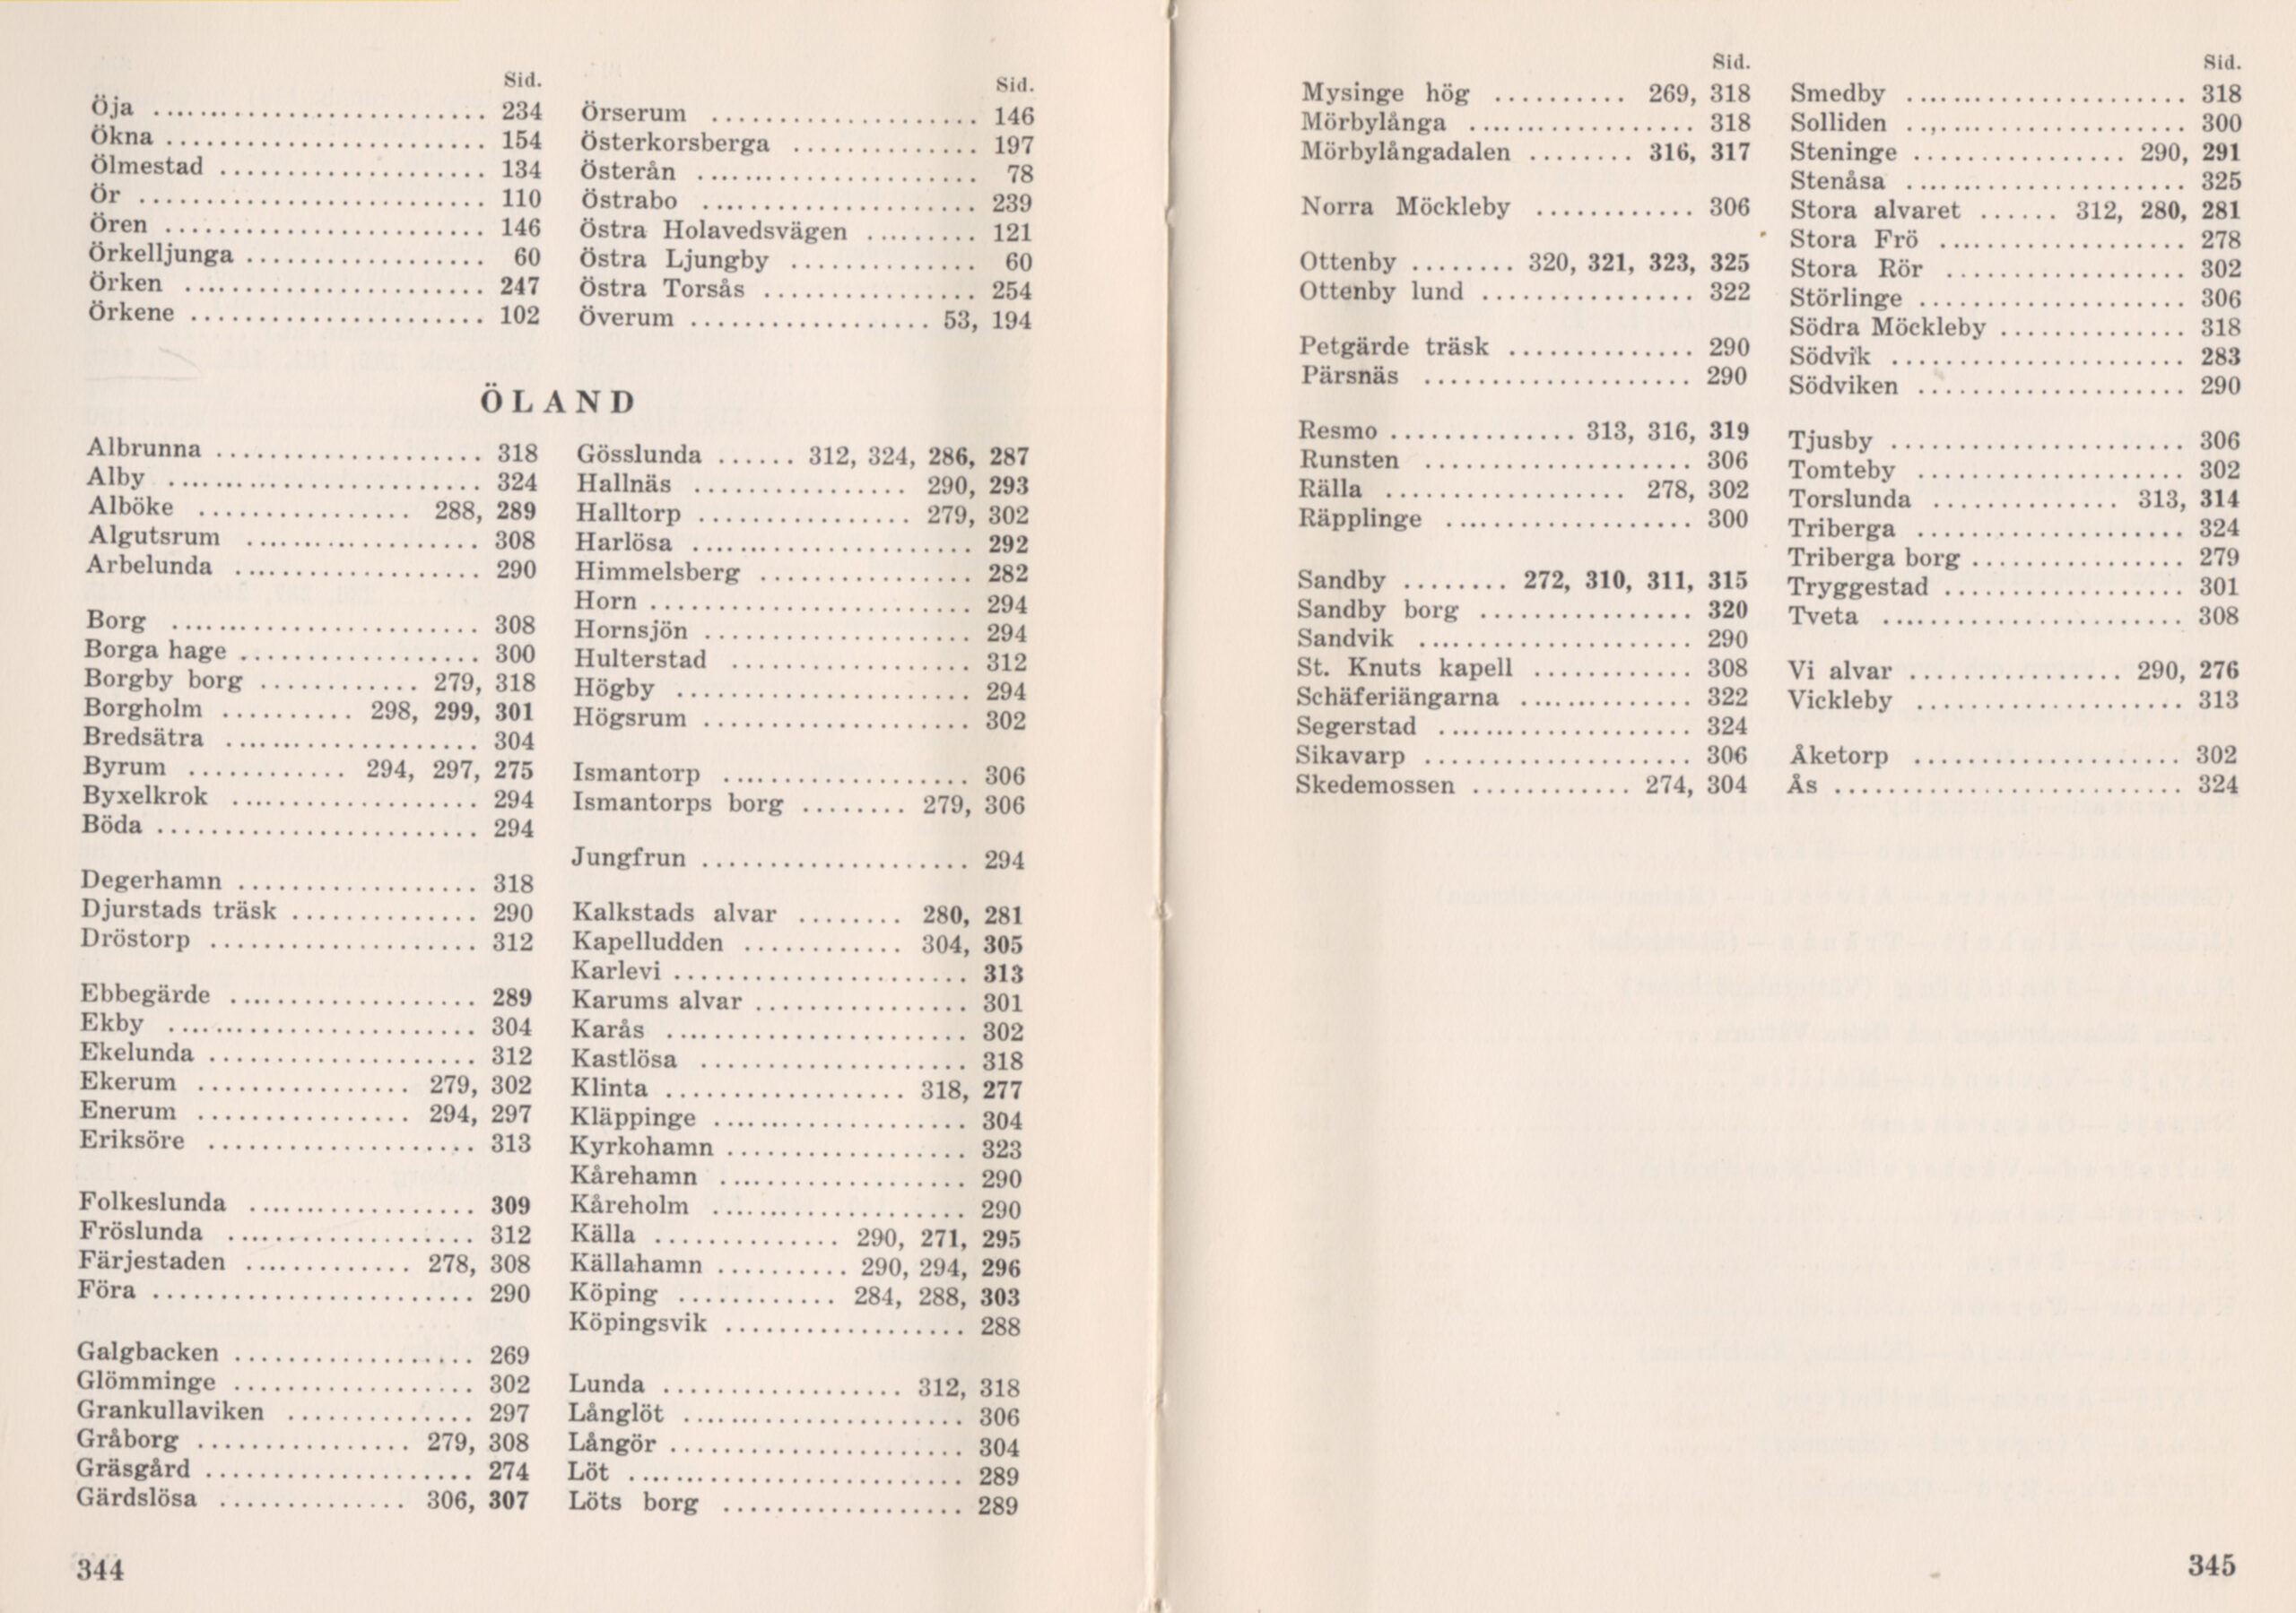 Sid.
Öja ......................... 234
Ökna ........................ 154
Ölmestad .................... 134
Ör .......................... 110
Ören ........................ 146
Örkelljunga .................. 60
Örken ....................... 247
Örkene ...................... 102
Sid.
Örserum .................... 146
Österkorsberga .............. 197
Österån ..................... 78
Östrabo ..................... 239
Östra Holavedsvägen ......... 121
Östra Ljungby .............. 60
Östra Torsås ................ 254
Överum .................. 53, 194
ÖLAND
Albrunna .................... 318
Alby ........................ 324
Alböke ................ 288, 289
Algutsrum .................. 308
Arbelunda ................... 290
Borg ........................ 308
Borga hage .................. 300
Borgby borg ............ 279, 318
Borgholm .......... 298, 299, 301
Bredsätra ................... 304
Byrum ............ 294, 297, 275
Byxelkrok ................... 294
Böda ........................ 294
Degerhamn .................. 318
Djurstads träsk .............. 290
Dröstorp .................... 312
Ebbegärde ................... 289
Ekby ........................ 304
Ekelunda .................... 312
Ekerum ................ 279, 302
Enerum ................ 294, 297
Eriksöre .................... 313
Folkeslunda ................. 309
Fröslunda ................... 312
Färjestaden ............. 278, 308
Föra ........................ 290
Galgbacken .................. 269
Glömminge .................. 302
Grankullaviken .............. 297
Gråborg ................ 279, 308
Gräsgård .................... 274
Gärdslösa .............. 306, 307
Gösslunda ...... 312, 324, 286, 287
Hallnäs ................ 290, 293
Halltorp ................ 279, 302
Harlösa ..................... 292
Himmelsberg ................ 282
Horn ........................ 294
Hornsjön .................... 294
Hulterstad .................. 312
Högby ...................... 294
Högsrum .................... 302
Ismantorp ................... 306
Ismantorps borg ........ 279, 306
Jungfrun .................... 294
Kalkstads alvar ........ 280, 281
Kapelludden ............ 304, 305
Karlevi ...................... 313
Karums alvar ................ 301
Karås ....................... 302
Kastlösa .................... 318
Klinta .................. 318, 277
Kläppinge ................... 304
Kyrkohamn .................. 323
Kårehamn ................... 290
Kåreholm ................... 290
Källa .............. 290, 271, 295
Källahamn .......... 290, 294, 296
Köping ............ 284, 288, 303
Köpingsvik .................. 288
Lunda .................. 312, 318
Långlöt ..................... 306
Långör ...................... 304
Löt ......................... 289
Löts borg .................. 289
344
Sid.
Mysinge hög .......... 269, 318
Mörbylånga ................. 318
Mörbylångadalen ........ 316, 317
Norra Möckleby ............ 306
Ottenby ........ 320, 321, 323, 325
Ottenby lund ................ 322
Petgärde träsk .............. 290
Pärsnäs .................... 290
Resmo .............. 313, 316, 319
Runsten .................... 306
Rälla .................. 278, 302
Räpplinge ................... 300
Sandby ........ 272, 310, 311, 315
Sandby borg ................ 320
Sandvik ..................... 290
St. Knuts kapell ............ 308
Schäferiängarna ............. 322
Segerstad ................... 324
Sikavarp .................... 306
Skedemossen ............ 274, 304
Sid.
Smedby ..................... 318
Solliden ..................... 300
Steninge ................ 290, 291
Stenåsa ..................... 325
Stora alvaret ...... 312, 280, 281
Stora Frö ................... 278
Stora Rör .................. 302
Störlinge .................... 306
Södra Möckleby .............. 318
Södvik ...................... 283
Södviken .................... 290
Tjusby ...................... 306
Tomteby .................... 302
Torslunda .............. 313, 314
Triberga .................... 324
Triberga borg ................ 279
Tryggestad .................. 301
Tveta ....................... 308
Vi alvar ................ 290, 276
Vickleby .................... 313
Åketorp .................... 302
Ås .......................... 324
345